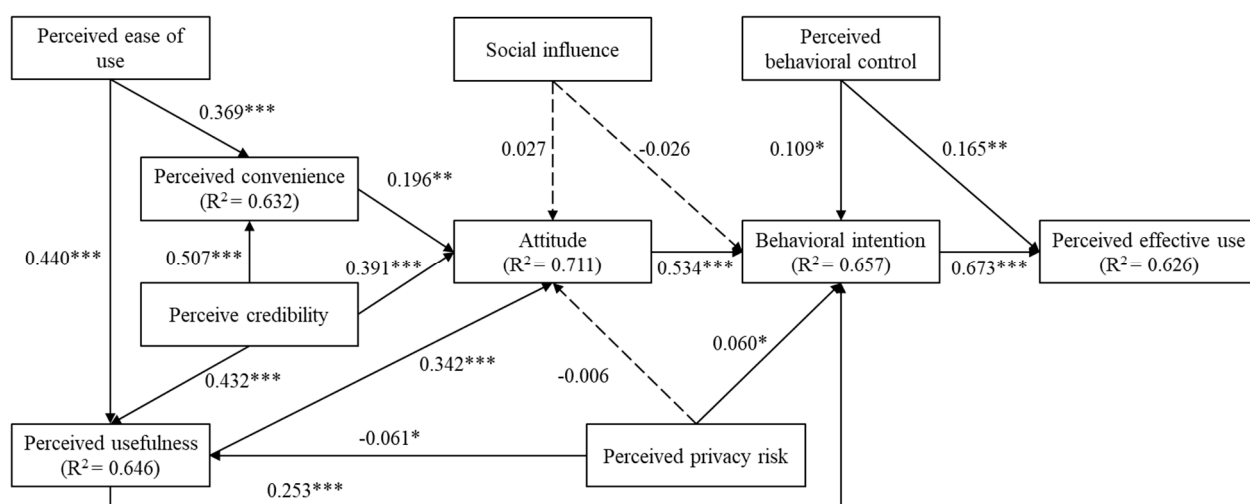 Perceived ease of
use
Social influence
Perceived
behavioral control
0.369***
0.027
-0.026
0.109*
0.165**
Perceived convenience
(R² = 0.632)
0.196**
0.440***
0.507***
0.391***
Attitude
(R² = 0.711)
0.534***
Behavioral intention
(R² = 0.657)
0.673***
Perceived effective use
(R² = 0.626)
Perceive credibility
0.432***
0.342***
-0.006
0.060*
Perceived usefulness
(R² = 0.646)
-0.061*
Perceived privacy risk
0.253***